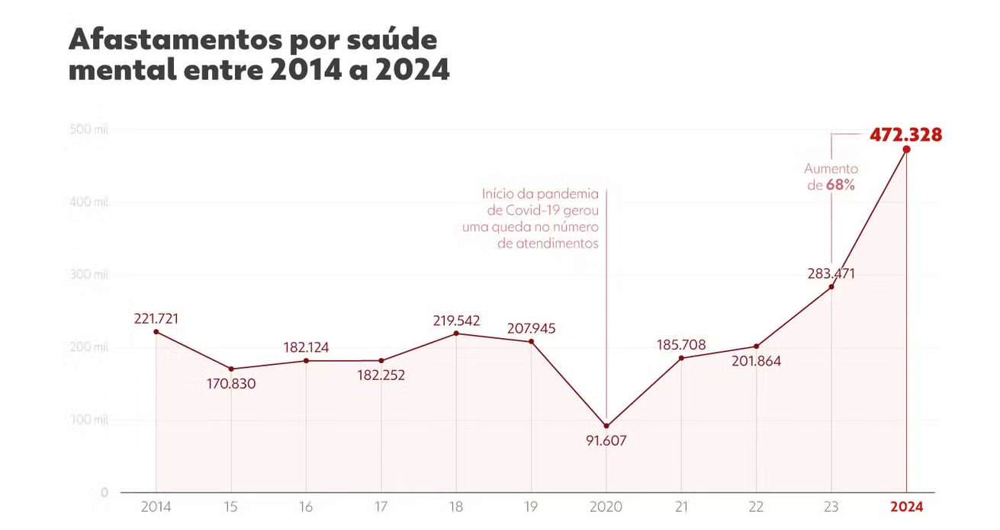 Afastamentos por saúde
mental entre 2014 a 2024
500 mil
472.328
Aumento
de 68%
Início da pandemia
de Covid-19 gerou
uma queda no número
de atendimentos
400 mil
300 mil
283.471
221.721
219.542
207.945
200 mil
182.124
185.708
170.830
182.252
201.864
100 mil
91.607
0
2014
15
16
17
18
19
2020
21
22
23
2024